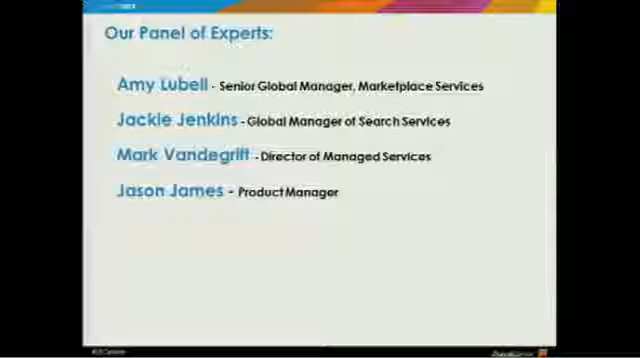 Our Panel of Experts:
Amy Lubell - Senior Global Manager, Marketplace Services
Jackie Jenkins - Global Manager of Search Services
Mark Vandegriff - Director of Managed Services
Jason James - Product Manager